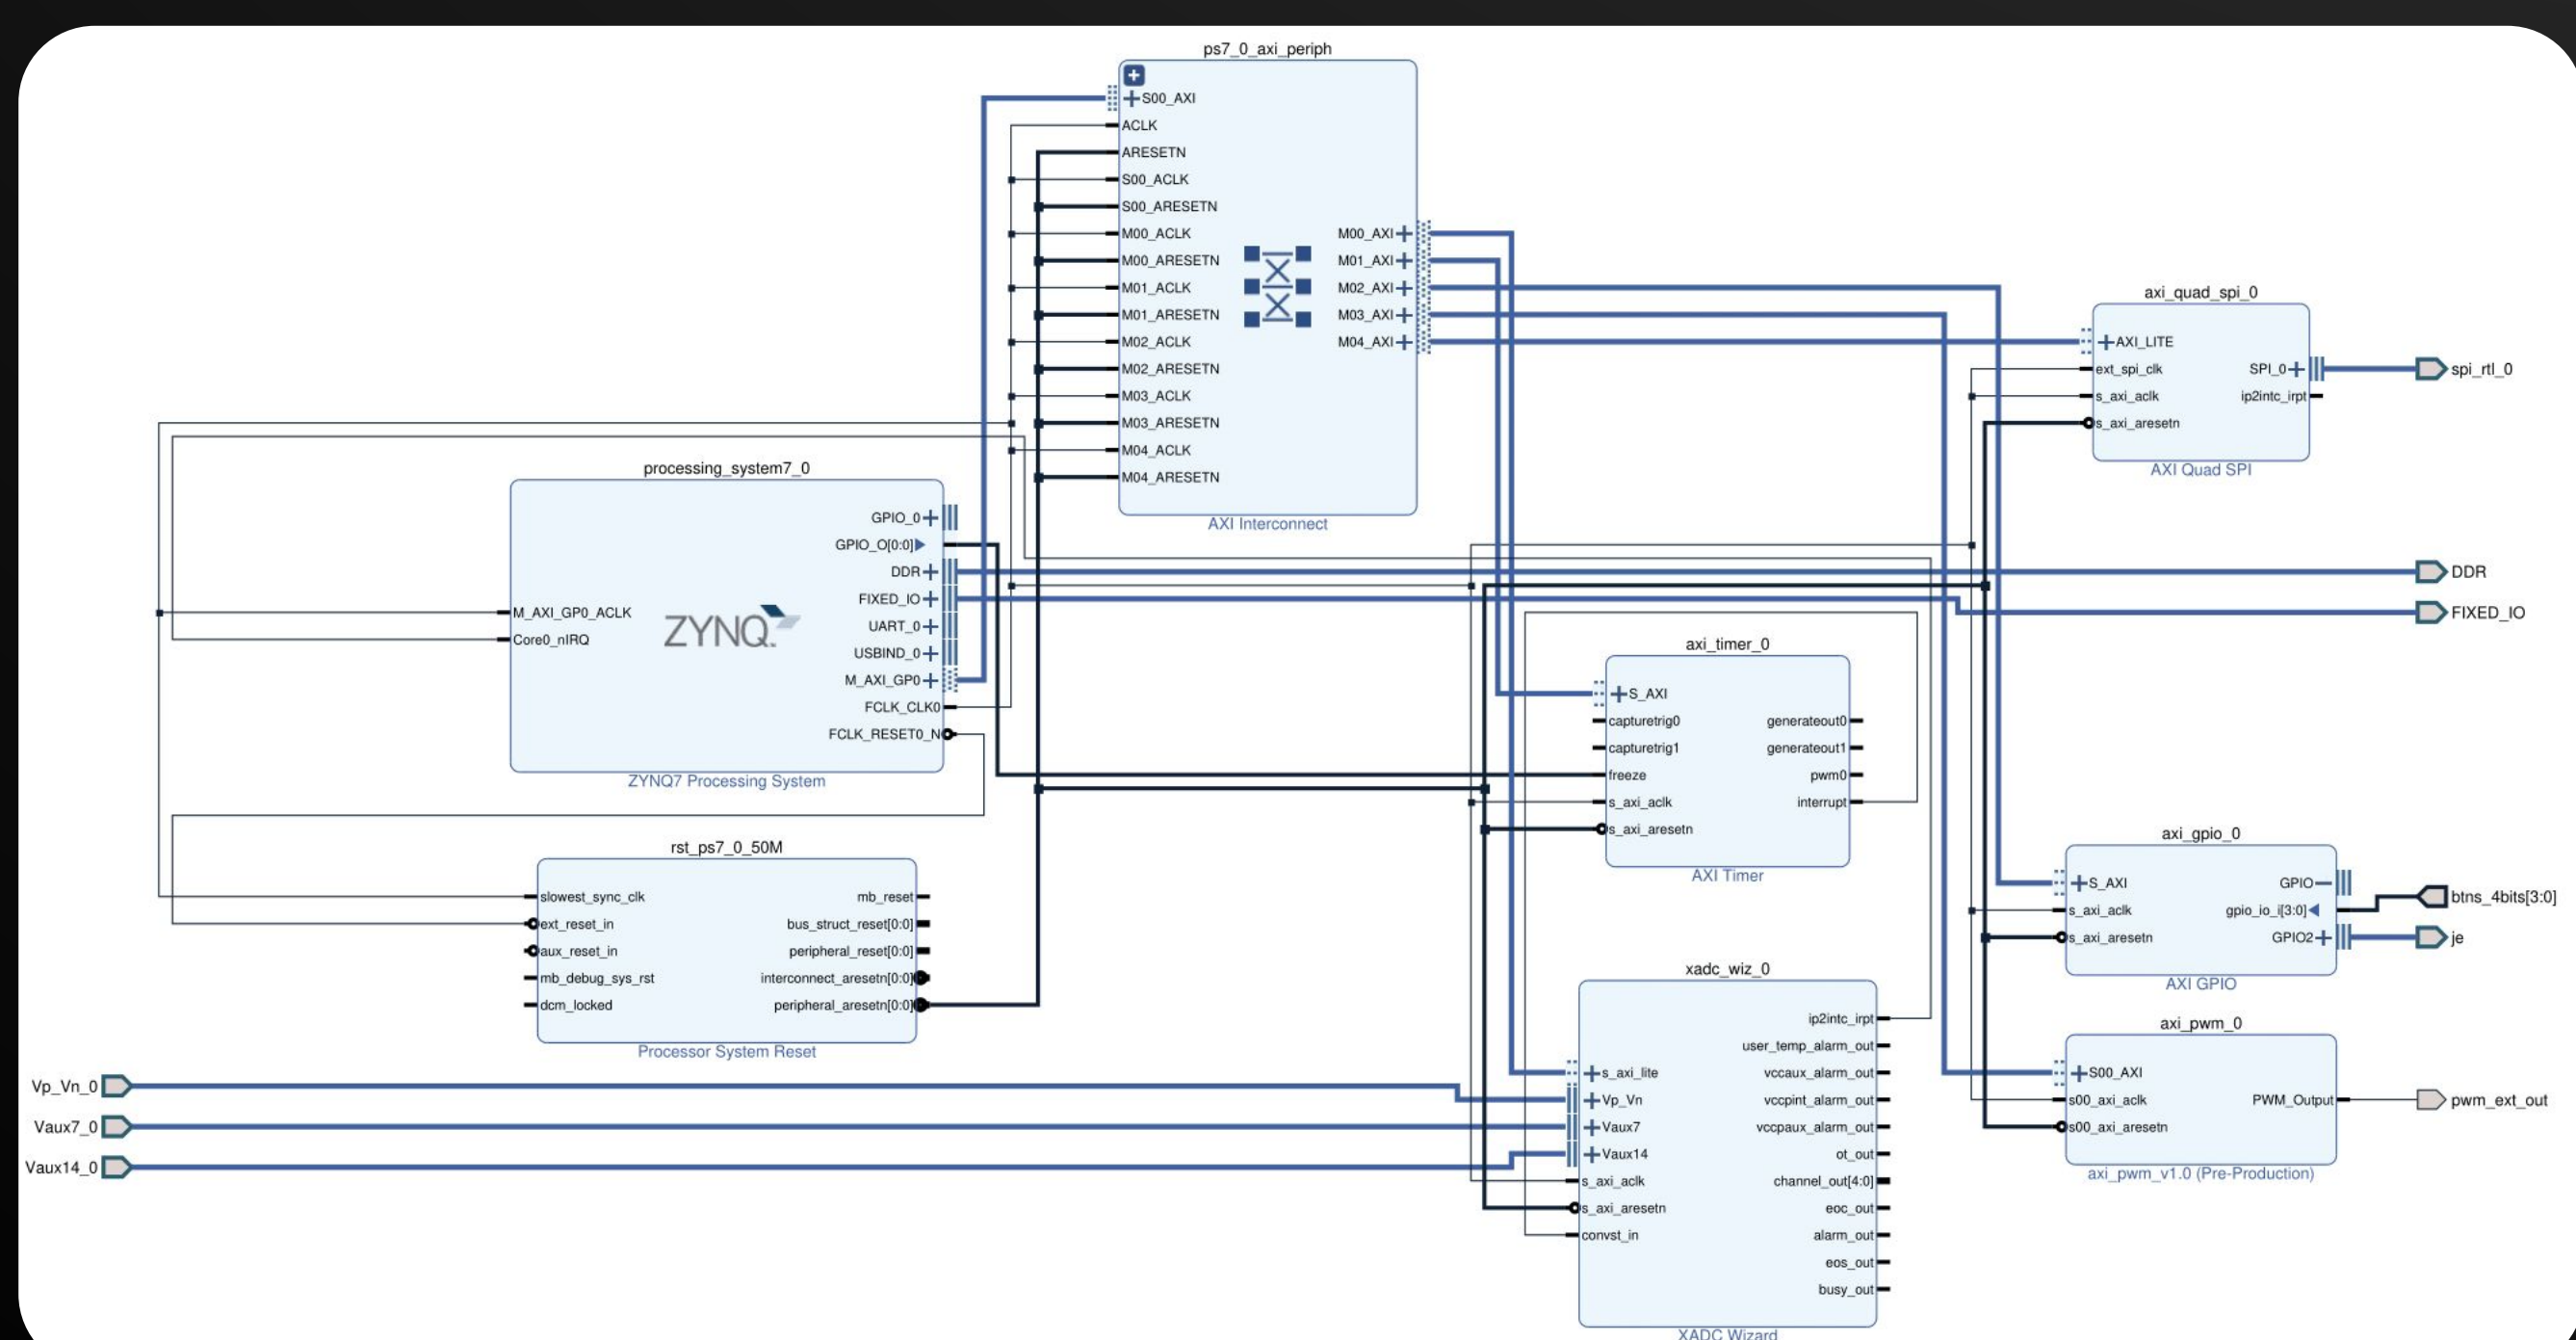 ps7_0_axi_periph
S00_AXI
ACLK
ARESETN
S00_ACLK
S00_ARESETN
M00_ACLK
M00_ARESETN
M01_ACLK
M01_ARESETN
M02_ACLK
M02_ARESETN
M03_ACLK
M03_ARESETN
M04_ACLK
M04_ARESETN
M00_AXI
M01_AXI
M02_AXI
M03_AXI
M04_AXI
AXI Interconnect
axi_quad_spi_0
AXI_LITE
ext_spi_clk
s_axi_aclk
s_axi_aresetn
SPI_0
ip2intc_irpt
AXI Quad SPI
spi_rtl_0
processing_system7_0
M_AXI_GP0_ACLK
Core0_nIRQ
ZYNQ
GPIO_0
GPIO_O[0:0]
DDR
FIXED_IO
UART_0
USBIND_0
M_AXI_GP0
FCLK_CLK0
FCLK_RESET0_N
ZYNQ7 Processing System
DDR
FIXED_IO
axi_timer_0
S_AXI
capturetrig0
capturetrig1
freeze
s_axi_aclk
s_axi_aresetn
generateout0
generateout1
pwm0
interrupt
AXI Timer
rst_ps7_0_50M
slowest_sync_clk
ext_reset_in
aux_reset_in
mb_debug_sys_rst
dcm_locked
mb_reset
bus_struct_reset[0:0]
peripheral_reset[0:0]
interconnect_aresetn[0:0]
peripheral_aresetn[0:0]
Processor System Reset
axi_gpio_0
S_AXI
s_axi_aclk
s_axi_aresetn
GPIO
gpio_io_i[3:0]
GPIO2
AXI GPIO
btns_4bits[3:0]
je
Vp_Vn_0
Vaux7_0
Vaux14_0
xadc_wiz_0
s_axi_lite
Vp_Vn
Vaux7
Vaux14
s_axi_aclk
s_axi_aresetn
convst_in
ip2intc_irpt
user_temp_alarm_out
vccaux_alarm_out
vccpint_alarm_out
vccpaux_alarm_out
ot_out
channel_out[4:0]
eoc_out
alarm_out
eos_out
busy_out
XADC Wizard
axi_pwm_0
S00_AXI
s00_axi_aclk
s00_axi_aresetn
PWM_Output
axi_pwm_v1.0 (Pre-Production)
pwm_ext_out